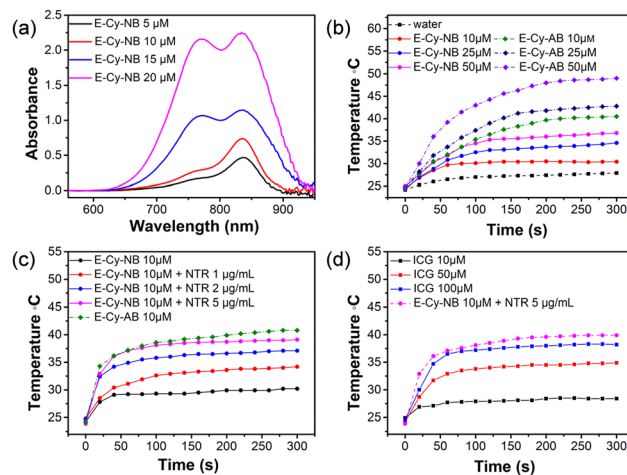 (a)
E-Cy-NB 5 μM
E-Cy-NB 10 μM
E-Cy-NB 15 μM
E-Cy-NB 20 μM
Absorbance
2.5
2.0
1.5
1.0
0.5
0.0
600 700 800 900
Wavelength (nm)
(b)
water
E-Cy-NB 10μM E-Cy-AB 10μM
E-Cy-NB 25μM E-Cy-AB 25μM
E-Cy-NB 50μM E-Cy-AB 50μM
Temperature °C
60
55
50
45
40
35
30
25
0 50 100 150 200 250 300
Time (s)
(c)
E-Cy-NB 10μM
E-Cy-NB 10μM + NTR 1 μg/mL
E-Cy-NB 10μM + NTR 2 μg/mL
E-Cy-NB 10μM + NTR 5 μg/mL
E-Cy-AB 10μM
Temperature °C
55
50
45
40
35
30
25
0 50 100 150 200 250 300
Time (s)
(d)
ICG 10μM
ICG 50μM
ICG 100μM
E-Cy-NB 10μM + NTR 5 μg/mL
Temperature °C
55
50
45
40
35
30
25
0 50 100 150 200 250 300
Time (s)